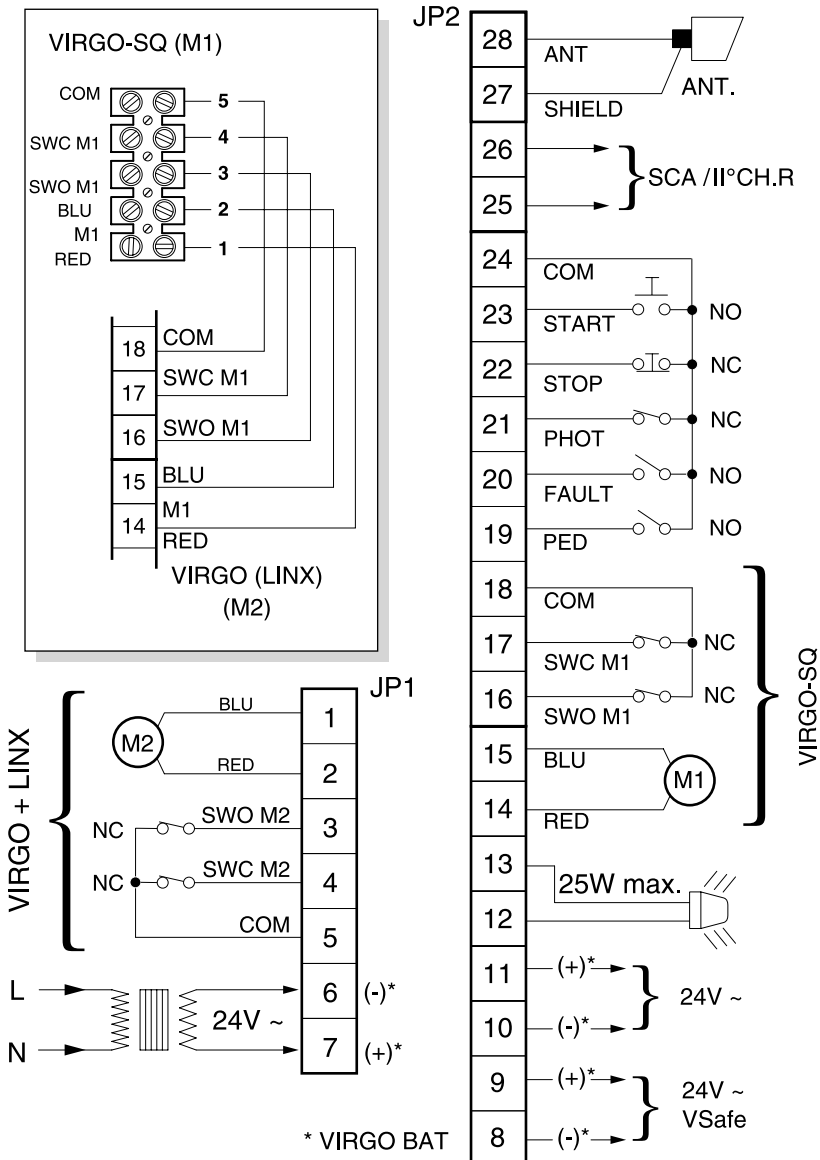 VIRGO-SQ (M1)
COM
5
SWC M1
4
SWO M1
3
BLU
2
M1
RED
1
18 COM
17 SWC M1
16 SWO M1
15 BLU
14 M1
RED
VIRGO (LINX)
(M2)
JP1
VIRGO + LINX
M2
BLU 1
RED 2
NC SWO M2 3
NC SWC M2 4
COM 5
L 24V ~ 6 (-)*
N 7 (+)*
* VIRGO BAT
JP2
28 ANT
ANT.
27 SHIELD
26
SCA /II°CH.R
25
24 COM
23 START NO
22 STOP NC
21 PHOT NC
20 FAULT NO
19 PED NO
18 COM
17 SWC M1 NC
16 SWO M1 NC
VIRGO-SQ
15 BLU
M1
14 RED
13 25W max.
12
11 (+)*
24V ~
10 (-)*
9 (+)*
24V ~
VSafe
8 (-)*